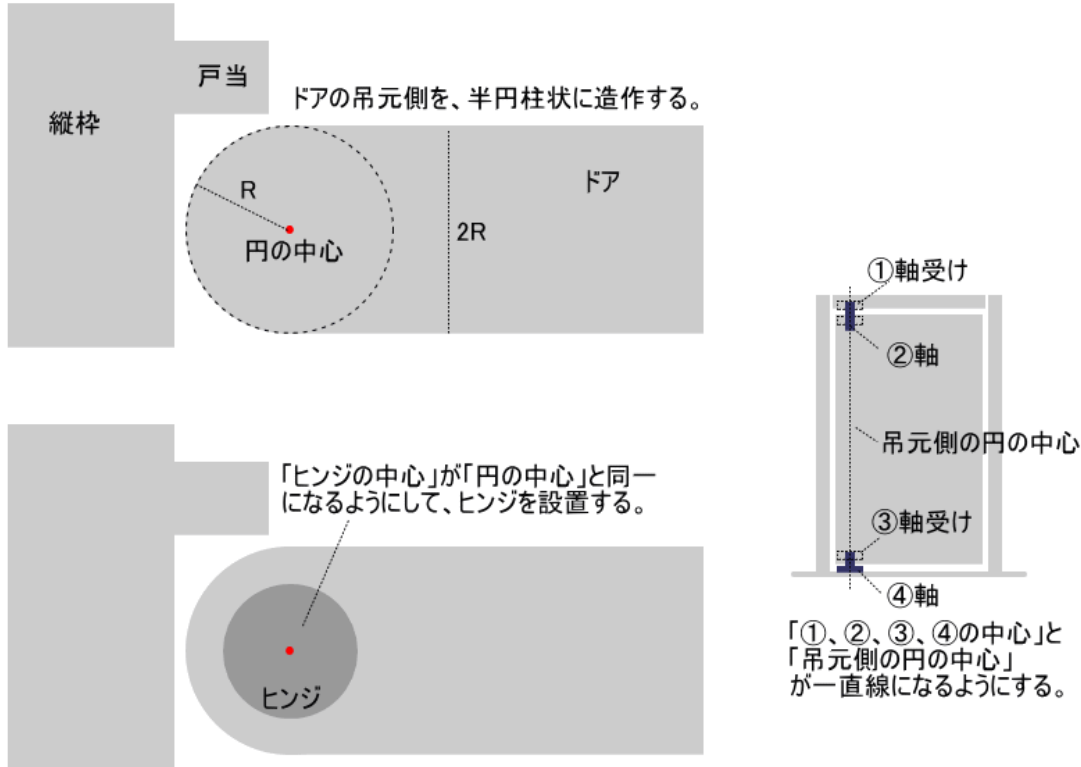 戸当
ドアの吊元側を、半円柱状に造作する。
縦枠
ドア
R
2R
円の中心
①軸受け
②軸
吊元側の円の中心
③軸受け
④軸
「①、②、③、④の中心」と
「吊元側の円の中心」
が一直線になるようにする。
「ヒンジの中心」が「円の中心」と同一
になるようにして、ヒンジを設置する。
ヒンジ